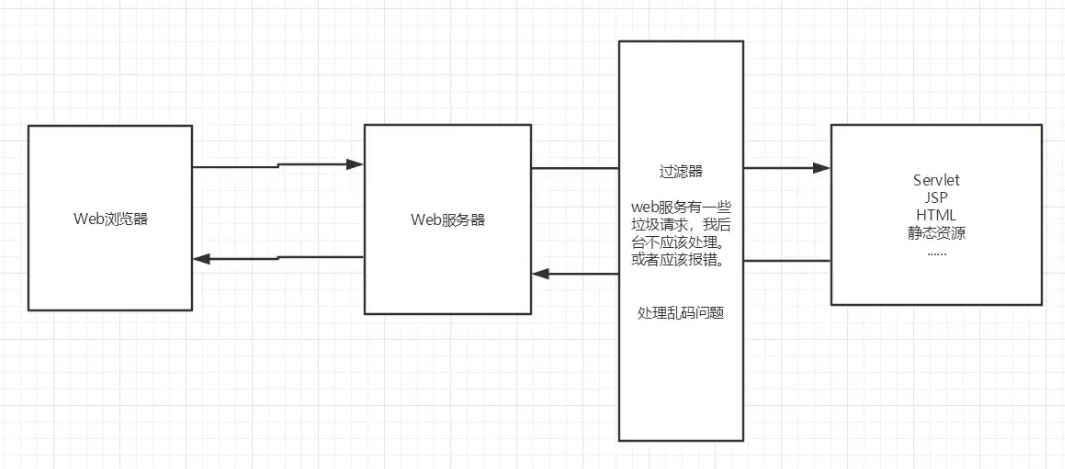 Web浏览器
Web服务器
过滤器
web服务有一些
垃圾请求，我后
台不应该处理。
或者应该报错。
处理乱码问题
Servlet
JSP
HTML
静态资源
......